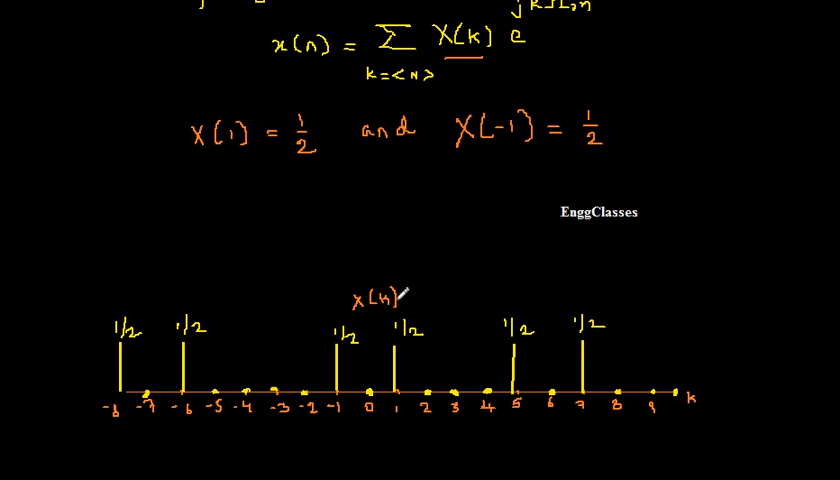 jkΩ₀n
x(n) = Σ X(k) e
k=<N>
X(1) = 1/2 and X(-1) = 1/2
EnggClasses
X(k)
1/2 1/2 1/2 1/2 1/2 1/2
-8 -7 -6 -5 -4 -3 -2 -1 0 1 2 3 4 5 6 7 8 9 k